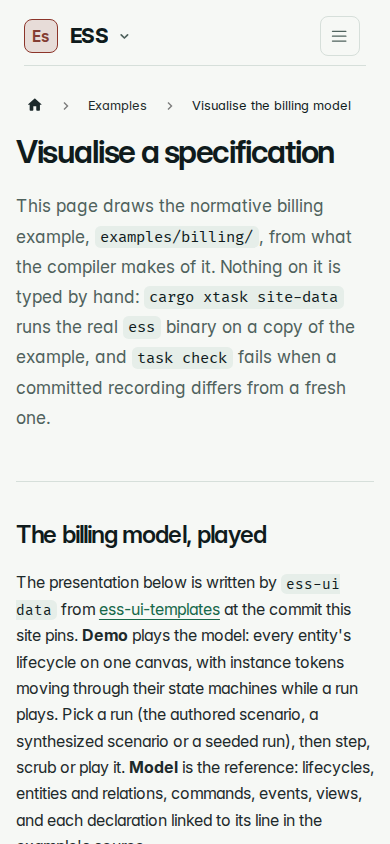 Es ESS
Examples Visualise the billing model
Visualise a specification
This page draws the normative billing
example, examples/billing/, from what
the compiler makes of it. Nothing on it is
typed by hand: cargo xtask site-data
runs the real ess binary on a copy of the
example, and task check fails when a
committed recording differs from a fresh
one.
The billing model, played
The presentation below is written by ess-ui
data from ess-ui-templates at the commit this
site pins. Demo plays the model: every entity's
lifecycle on one canvas, with instance tokens
moving through their state machines while a run
plays. Pick a run (the authored scenario, a
synthesized scenario or a seeded run), then step,
scrub or play it. Model is the reference: lifecycles,
entities and relations, commands, events, views,
and each declaration linked to its line in the
example's source